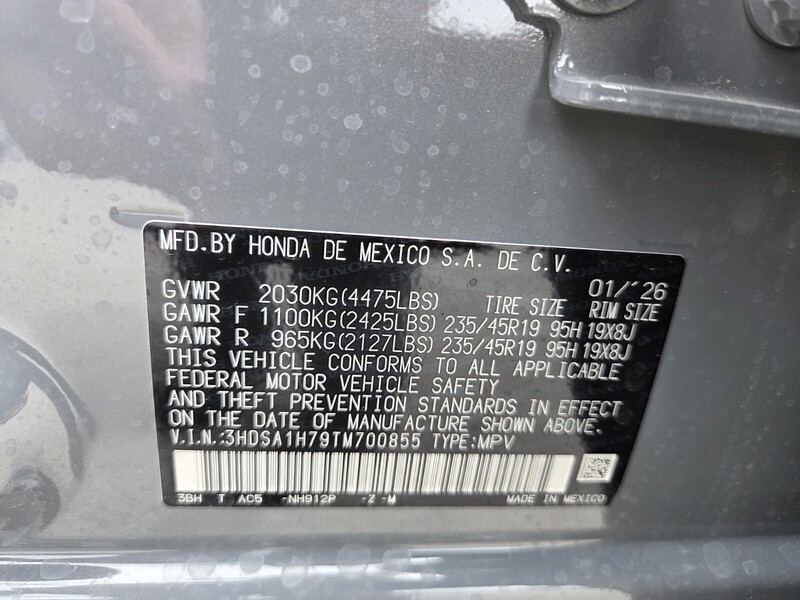 MFD.BY HONDA DE MEXICO S.A. DE C.V.
01/'26
GVWR 2030KG(4475LBS) TIRE SIZE RIM SIZE
GAWR F 1100KG(2425LBS) 235/45R19 95H 19X8J
GAWR R 965KG(2127LBS) 235/45R19 95H 19X8J
THIS VEHICLE CONFORMS TO ALL APPLICABLE
FEDERAL MOTOR VEHICLE SAFETY
AND THEFT PREVENTION STANDARDS IN EFFECT
ON THE DATE OF MANUFACTURE SHOWN ABOVE.
V.I.N.:3HDSA1H79TM700855 TYPE:MPV
3BH T AC5 -NH912P -Z -M MADE IN MEXICO